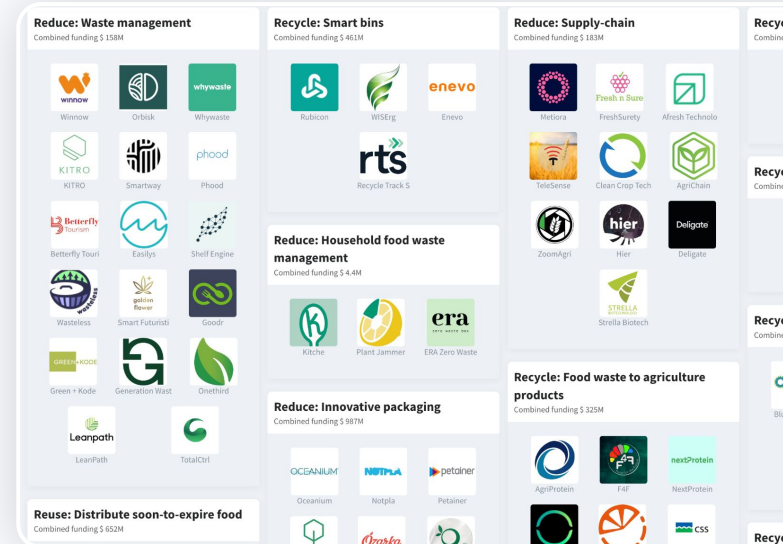 Reduce: Waste management
Combined funding $ 158M
winnow
Winnow
Orbisk
whywaste
Whywaste
KITRO
KITRO
Smartway
phood
Phood
Betterfly
Tourism
Betterfly Touri
Easilys
Shelf Engine
wasteless
Wasteless
golden
flower
Smart Futuristi
Goodr
GREEN+KODE
Green + Kode
Generation Wast
Onethird
Leanpath
LeanPath
TotalCtrl
Reuse: Distribute soon-to-expire food
Combined funding $ 652M
Recycle: Smart bins
Combined funding $ 461M
Rubicon
WISErg
enevo
Enevo
rts
Recycle Track S
Reduce: Household food waste
management
Combined funding $ 4.4M
k
Kitche
Plant Jammer
era
ERA Zero Waste
Reduce: Innovative packaging
Combined funding $ 987M
OCEANIUM
Oceanium
NOTPLA
Notpla
petainer
Petainer
Ozarka
Reduce: Supply-chain
Combined funding $ 183M
Metiora
Fresh n Sure
FreshSurety
Afresh Technolo
TeleSense
Clean Crop Tech
AgriChain
ZoomAgri
hier
Hier
Deligate
Deligate
STRELLA
Strella Biotech
Recycle: Food waste to agriculture
products
Combined funding $ 325M
AgriProtein
F4F
F4F
nextProtein
NextProtein
css